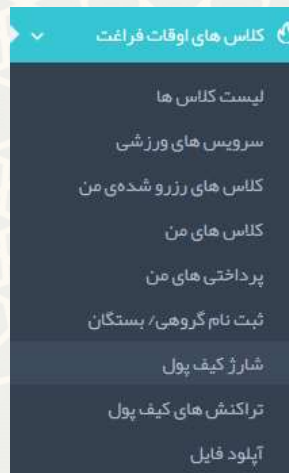 کلاس های اوقات فراغت
لیست کلاس ها
سرویس های ورزشی
کلاس های رزرو شده‌ی من
کلاس های من
پرداختی های من
ثبت نام گروهی/ بستگان
شارژ کیف پول
تراکنش های کیف پول
آپلود فایل